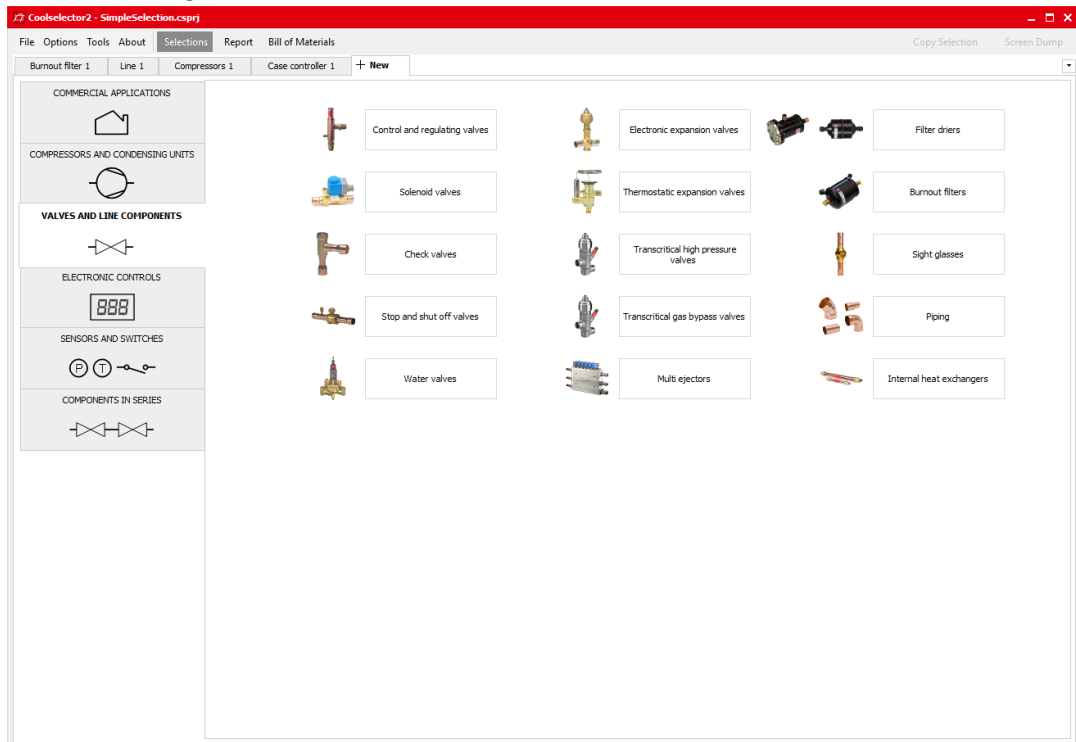 Coolselector2 - SimpleSelection.csprj
File Options Tools About Selections Report Bill of Materials Copy Selection Screen Dump
Burnout filter 1 Line 1 Compressors 1 Case controller 1 + New
COMMERCIAL APPLICATIONS
COMPRESSORS AND CONDENSING UNITS
VALVES AND LINE COMPONENTS
ELECTRONIC CONTROLS
888
SENSORS AND SWITCHES
P T
COMPONENTS IN SERIES
Control and regulating valves
Electronic expansion valves
Filter driers
Solenoid valves
Thermostatic expansion valves
Burnout filters
Check valves
Transcritical high pressure
valves
Sight glasses
Stop and shut off valves
Transcritical gas bypass valves
Piping
Water valves
Multi ejectors
Internal heat exchangers